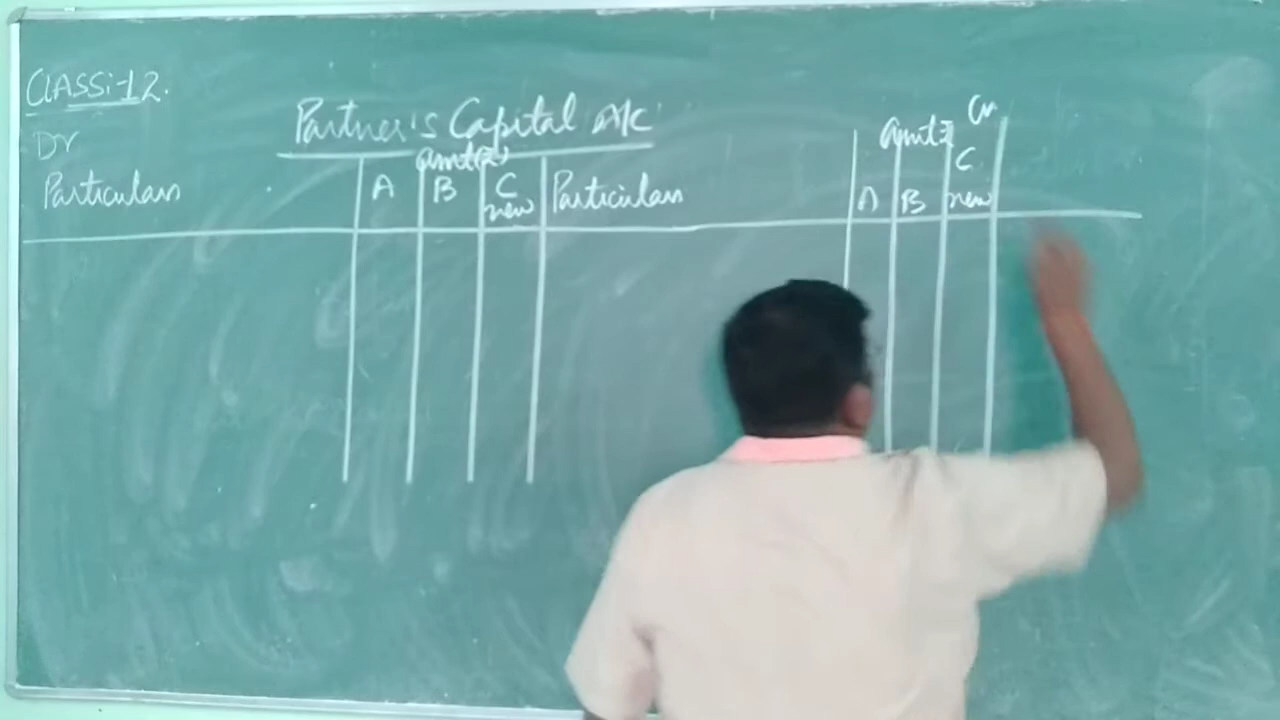 CLASS:-12.
Partner's Capital A/c
Dr
Cr
Amt(₹)
Amt₹
Particulars A B C new Particulars A B C new